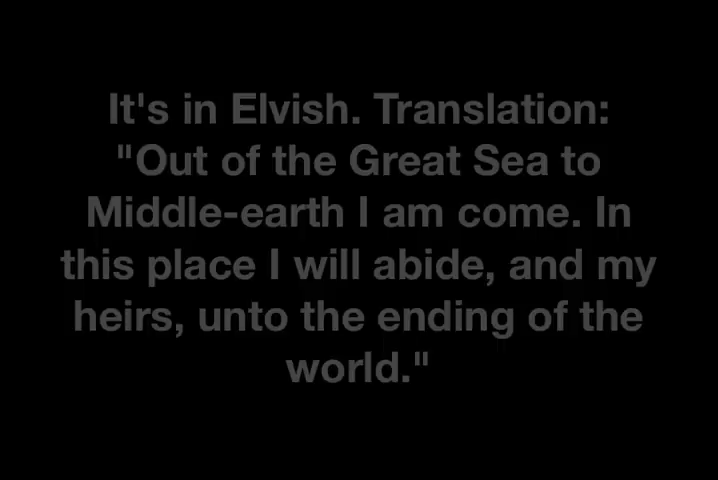 It's in Elvish. Translation:
"Out of the Great Sea to
Middle-earth I am come. In
this place I will abide, and my
heirs, unto the ending of the
world."